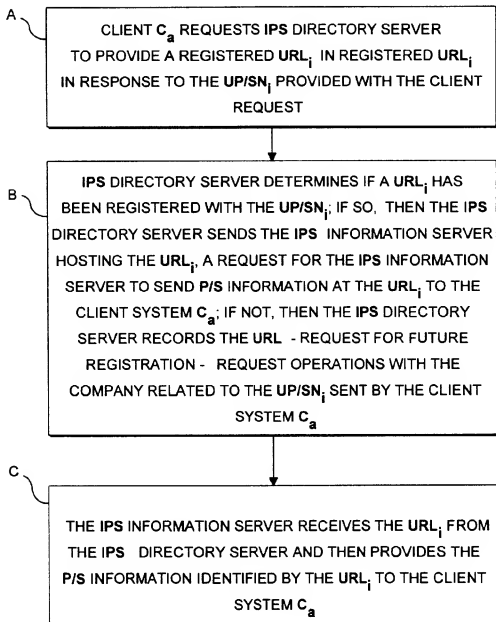 A
CLIENT Ca REQUESTS IPS DIRECTORY SERVER
TO PROVIDE A REGISTERED URLi IN REGISTERED URLi
IN RESPONSE TO THE UP/SNi PROVIDED WITH THE CLIENT
REQUEST
B
IPS DIRECTORY SERVER DETERMINES IF A URLi HAS
BEEN REGISTERED WITH THE UP/SNi; IF SO, THEN THE IPS
DIRECTORY SERVER SENDS THE IPS INFORMATION SERVER
HOSTING THE URLi, A REQUEST FOR THE IPS INFORMATION
SERVER TO SEND P/S INFORMATION AT THE URLi TO THE
CLIENT SYSTEM Ca; IF NOT, THEN THE IPS DIRECTORY
SERVER RECORDS THE URL - REQUEST FOR FUTURE
REGISTRATION - REQUEST OPERATIONS WITH THE
COMPANY RELATED TO THE UP/SNi SENT BY THE CLIENT
SYSTEM Ca
C
THE IPS INFORMATION SERVER RECEIVES THE URLi FROM
THE IPS DIRECTORY SERVER AND THEN PROVIDES THE
P/S INFORMATION IDENTIFIED BY THE URLi TO THE CLIENT
SYSTEM Ca